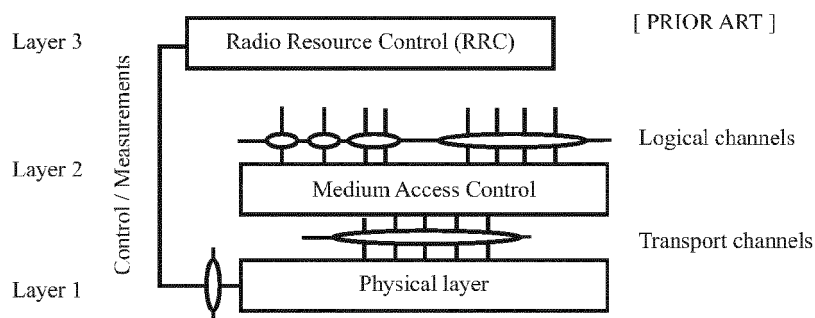 [ PRIOR ART ]
Layer 3
Radio Resource Control (RRC)
Control / Measurements
Logical channels
Layer 2
Medium Access Control
Transport channels
Layer 1
Physical layer